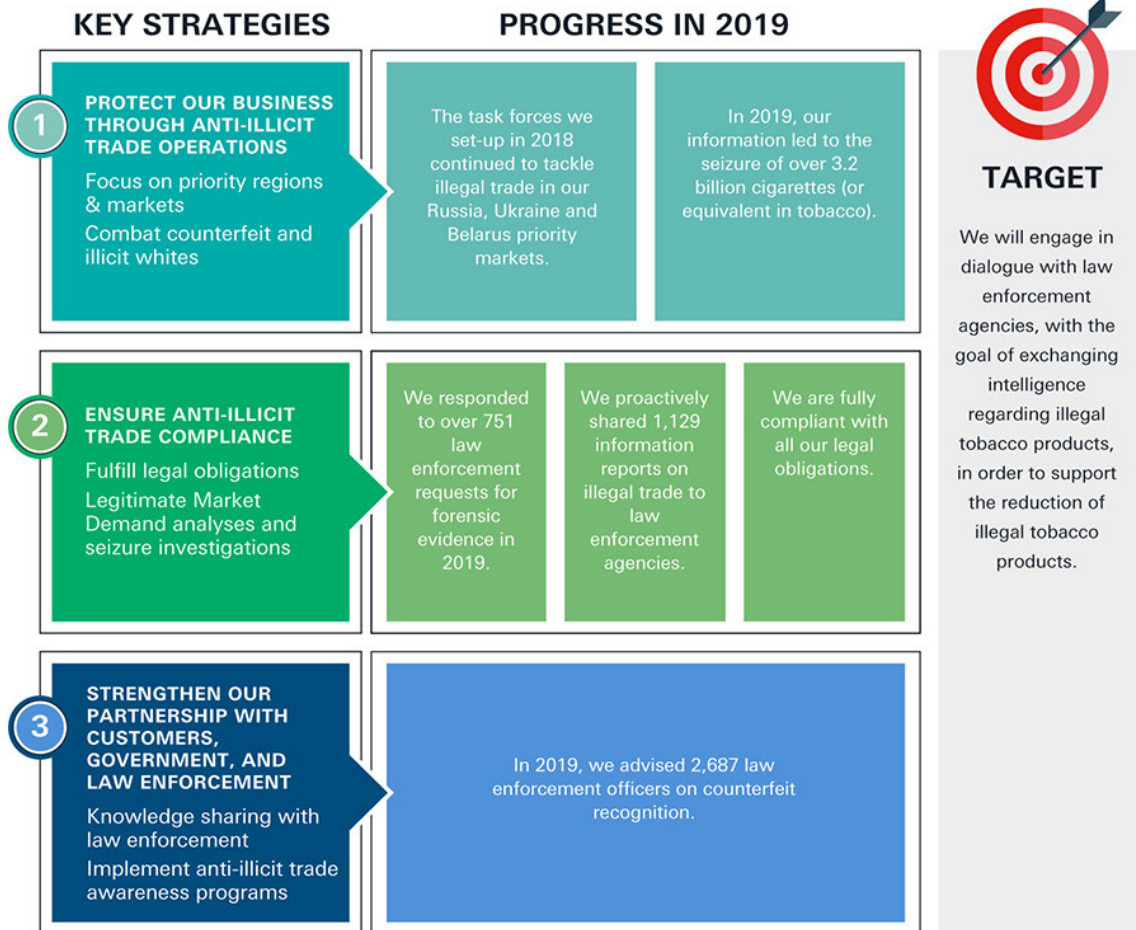 KEY STRATEGIES
PROGRESS IN 2019
1
PROTECT OUR BUSINESS
THROUGH ANTI-ILLICIT
TRADE OPERATIONS
Focus on priority regions
& markets
Combat counterfeit and
illicit whites
The task forces we
set-up in 2018
continued to tackle
illegal trade in our
Russia, Ukraine and
Belarus priority
markets.
In 2019, our
information led to the
seizure of over 3.2
billion cigarettes (or
equivalent in tobacco).
2
ENSURE ANTI-ILLICIT
TRADE COMPLIANCE
Fulfill legal obligations
Legitimate Market
Demand analyses and
seizure investigations
We responded
to over 751
law
enforcement
requests for
forensic
evidence in
2019.
We proactively
shared 1,129
information
reports on
illegal trade to
law
enforcement
agencies.
We are fully
compliant with
all our legal
obligations.
3
STRENGTHEN OUR
PARTNERSHIP WITH
CUSTOMERS,
GOVERNMENT, AND
LAW ENFORCEMENT
Knowledge sharing with
law enforcement
Implement anti-illicit trade
awareness programs
In 2019, we advised 2,687 law
enforcement officers on counterfeit
recognition.
TARGET
We will engage in
dialogue with law
enforcement
agencies, with the
goal of exchanging
intelligence
regarding illegal
tobacco products,
in order to support
the reduction of
illegal tobacco
products.